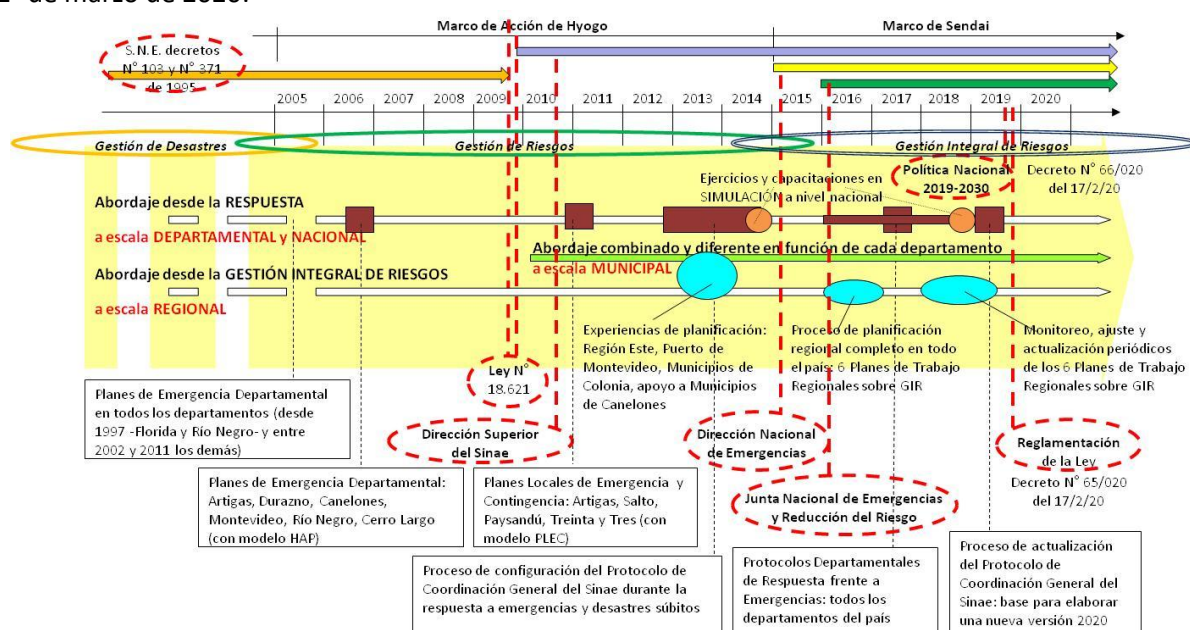 1° de marzo de 2020.
Marco de Acción de Hyogo
Marco de Sendai
S.N.E. decretos
N° 103 y N° 371
de 1995
2005
2006
2007
2008
2009
2010
2011
2012
2013
2014
2015
2016
2017
2018
2019
2020
Gestión de Desastres
Gestión de Riesgos
Gestión Integral de Riesgos
Política Nacional
2019-2030
Decreto N° 66/020
del 17/2/20
Ejercicios y capacitaciones en
SIMULACIÓN a nivel nacional
Abordaje desde la RESPUESTA
a escala DEPARTAMENTAL y NACIONAL
Abordaje combinado y diferente en función de cada departamento
a escala MUNICIPAL
Abordaje desde la GESTIÓN INTEGRAL DE RIESGOS
a escala REGIONAL
Experiencias de planificación:
Región Este, Puerto de
Montevideo, Municipios de
Colonia, apoyo a Municipios
de Canelones
Proceso de planificación
regional completo en todo
el país: 6 Planes de Trabajo
Regionales sobre GIR
Monitoreo, ajuste y
actualización periódicos
de los 6 Planes de Trabajo
Regionales sobre GIR
Ley N°
18.621
Planes de Emergencia Departamental
en todos los departamentos (desde
1997 -Florida y Río Negro- y entre
2002 y 2011 los demás)
Dirección Superior
del Sinae
Dirección Nacional
de Emergencias
Reglamentación
de la Ley
Decreto N° 65/020
del 17/2/20
Planes de Emergencia Departamental:
Artigas, Durazno, Canelones,
Montevideo, Río Negro, Cerro Largo
(con modelo HAP)
Planes Locales de Emergencia y
Contingencia: Artigas, Salto,
Paysandú, Treinta y Tres (con
modelo PLEC)
Junta Nacional de Emergencias
y Reducción del Riesgo
Proceso de configuración del Protocolo de
Coordinación General del Sinae durante la
respuesta a emergencias y desastres súbitos
Protocolos Departamentales
de Respuesta frente a
Emergencias: todos los
departamentos del país
Proceso de actualización
del Protocolo de
Coordinación General del
Sinae: base para elaborar
una nueva versión 2020